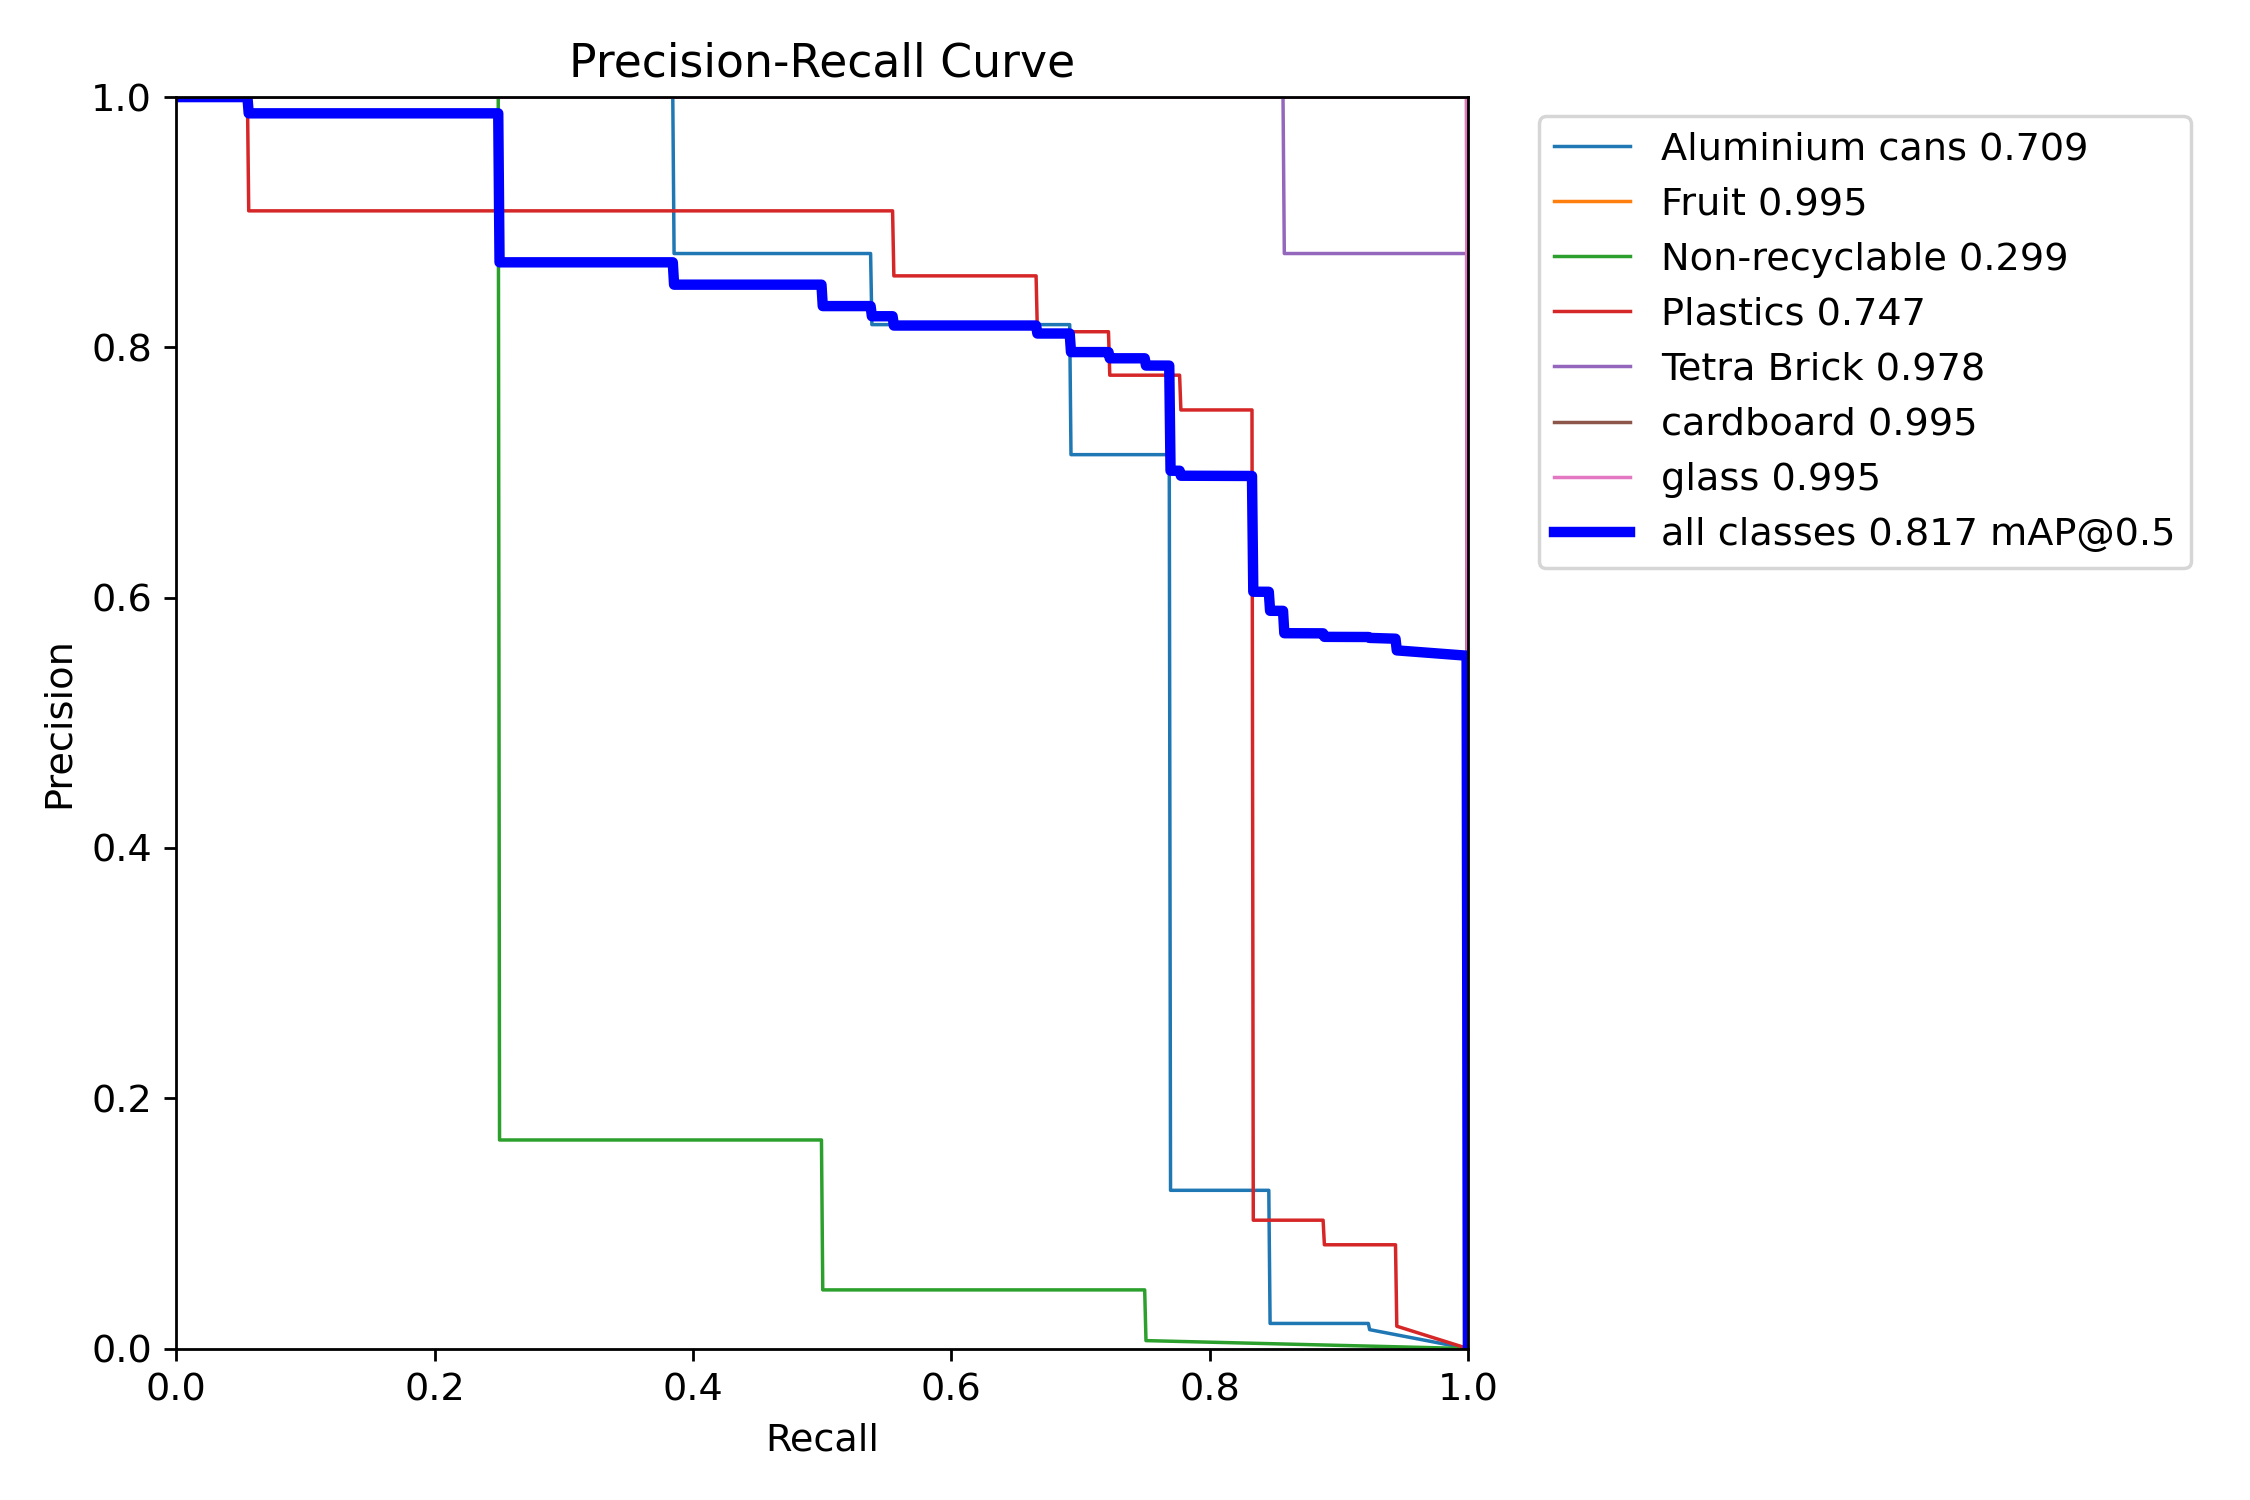 Precision-Recall Curve
1.0
0.8
0.6
0.4
0.2
0.0
Precision
0.0 0.2 0.4 0.6 0.8 1.0
Recall
Aluminium cans 0.709
Fruit 0.995
Non-recyclable 0.299
Plastics 0.747
Tetra Brick 0.978
cardboard 0.995
glass 0.995
all classes 0.817 mAP@0.5